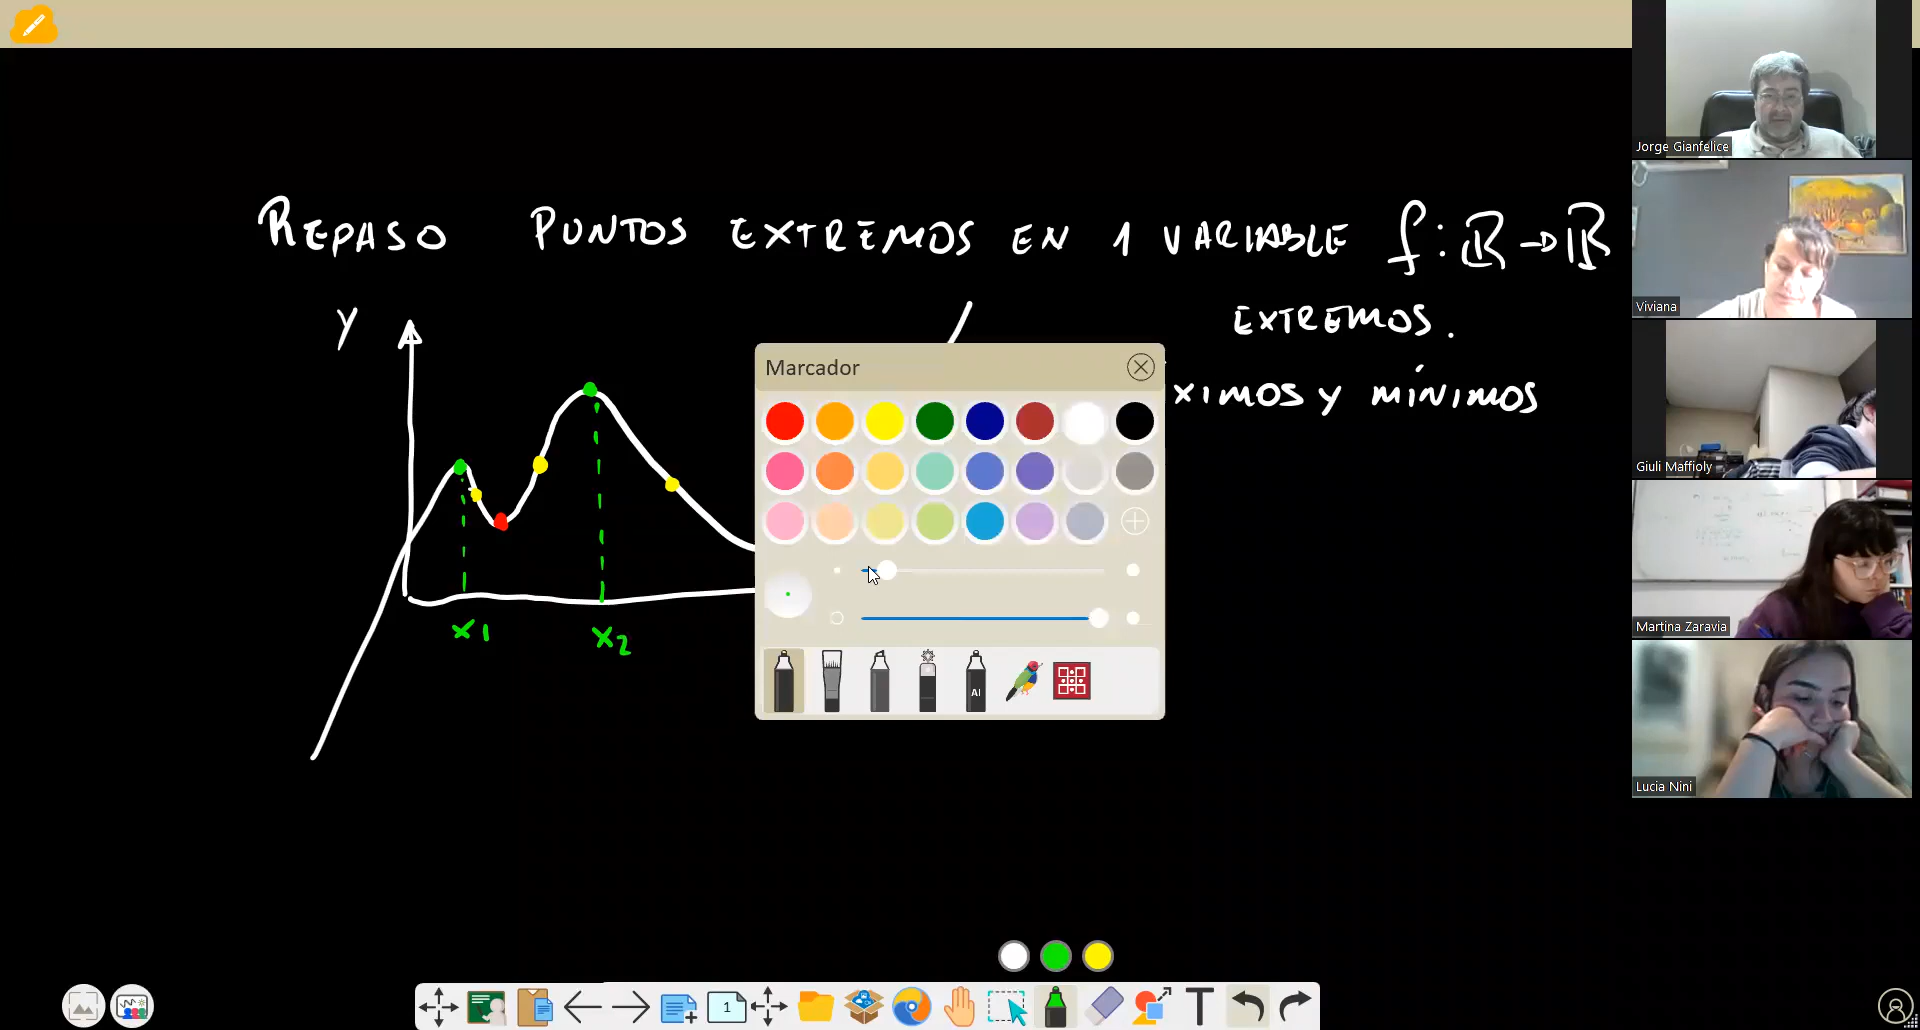 REPASO PUNTOS EXTREMOS EN 1 VARIABLE f: ℝ→ℝ
Y
EXTREMOS.
XIMOS Y MÍNIMOS
x1
x2
Marcador
AI
1
T
Jorge Gianfelice
Viviana
Giuli Maffioly
Martina Zaravia
Lucia Nini